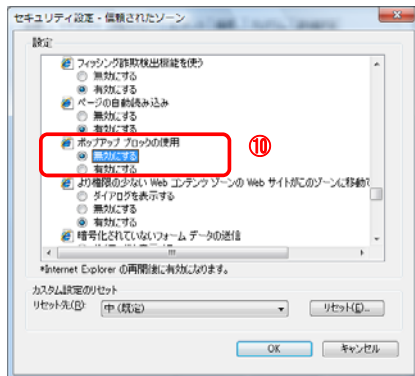 セキュリティ設定 - 信頼されたゾーン
設定
フィッシング詐欺検出機能を使う
無効にする
有効にする
ページの自動読み込み
無効にする
有効にする
ポップアップ ブロックの使用
無効にする
有効にする
⑩
より権限の少ない Web コンテンツ ゾーンの Web サイトがこのゾーンに移動で
ダイアログを表示する
無効にする
有効にする
暗号化されていないフォーム データの送信
*Internet Explorer の再開後に有効になります。
カスタム設定のリセット
リセット先(R):
中 (既定)
リセット(E)...
OK
キャンセル